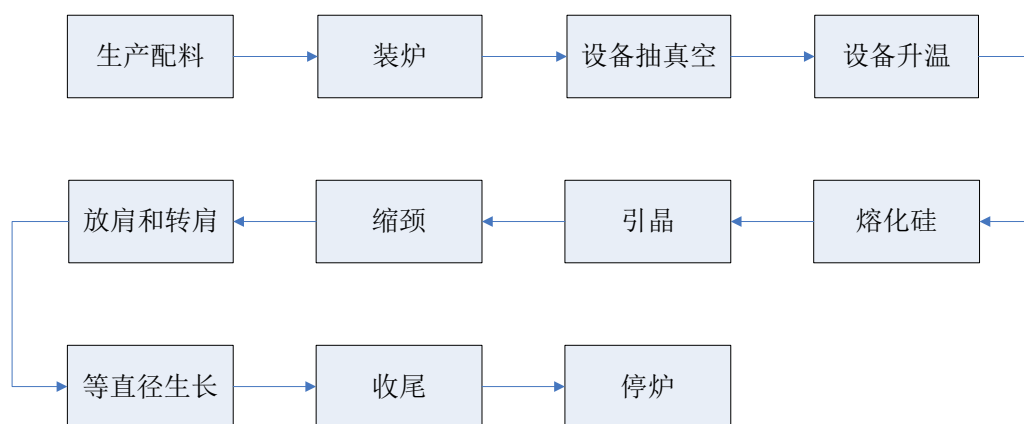 生产配料
装炉
设备抽真空
设备升温
熔化硅
引晶
缩颈
放肩和转肩
等直径生长
收尾
停炉